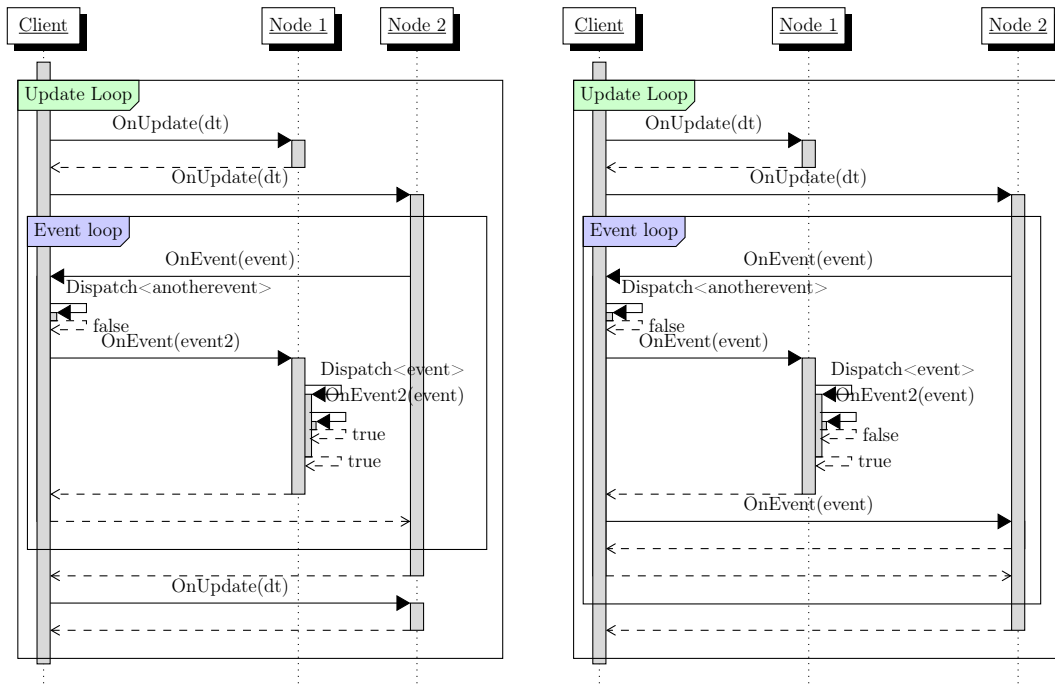 Client
Node 1
Node 2
Update Loop
OnUpdate(dt)
OnUpdate(dt)
Event loop
OnEvent(event)
Dispatch<anotherevent>
false
OnEvent(event2)
Dispatch<event>
OnEvent2(event)
true
true
OnUpdate(dt)
Client
Node 1
Node 2
Update Loop
OnUpdate(dt)
OnUpdate(dt)
Event loop
OnEvent(event)
Dispatch<anotherevent>
false
OnEvent(event)
Dispatch<event>
OnEvent2(event)
false
true
OnEvent(event)